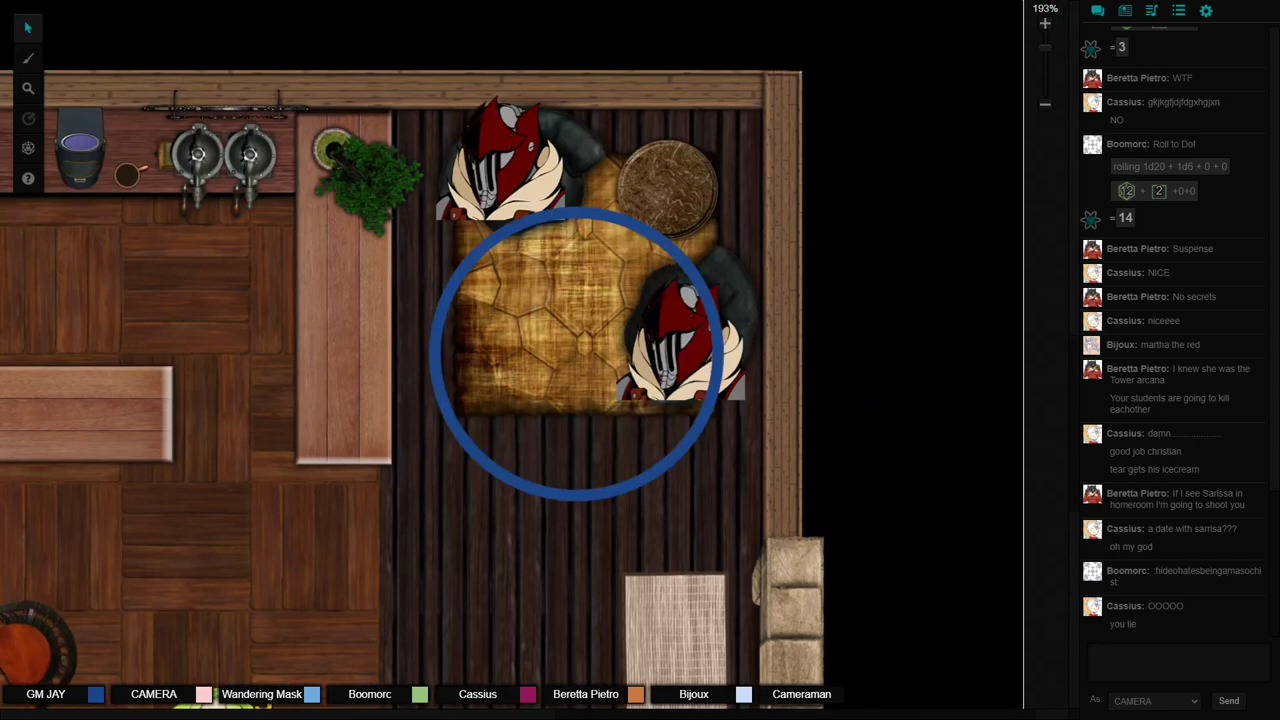 193%
= 3
Beretta Pietro: WTF
Cassius: gkjkgfjdjfdgxhgjxn
NO
Boomorc: Roll to Dot
rolling 1d20 + 1d6 + 0 + 0
12 + 2 +0+0
= 14
Beretta Pietro: Suspense
Cassius: NICE
Beretta Pietro: No secrets
Cassius: niceeee
Bijoux: martha the red
Beretta Pietro: I knew she was the
Tower arcana
Your students are going to kill
eachother
Cassius: damn.....................
good job christian
tear gets his icecream
Beretta Pietro: If I see Sarissa in
homeroom I'm going to shoot you
Cassius: a date with sarrisa???
oh my god
Boomorc: :hidehatesbeingamasochi
st:
Cassius: OOOOO
you lie
GM JAY
CAMERA
Wandering Mask
Boomorc
Cassius
Beretta Pietro
Bijoux
Cameraman
As: CAMERA Send